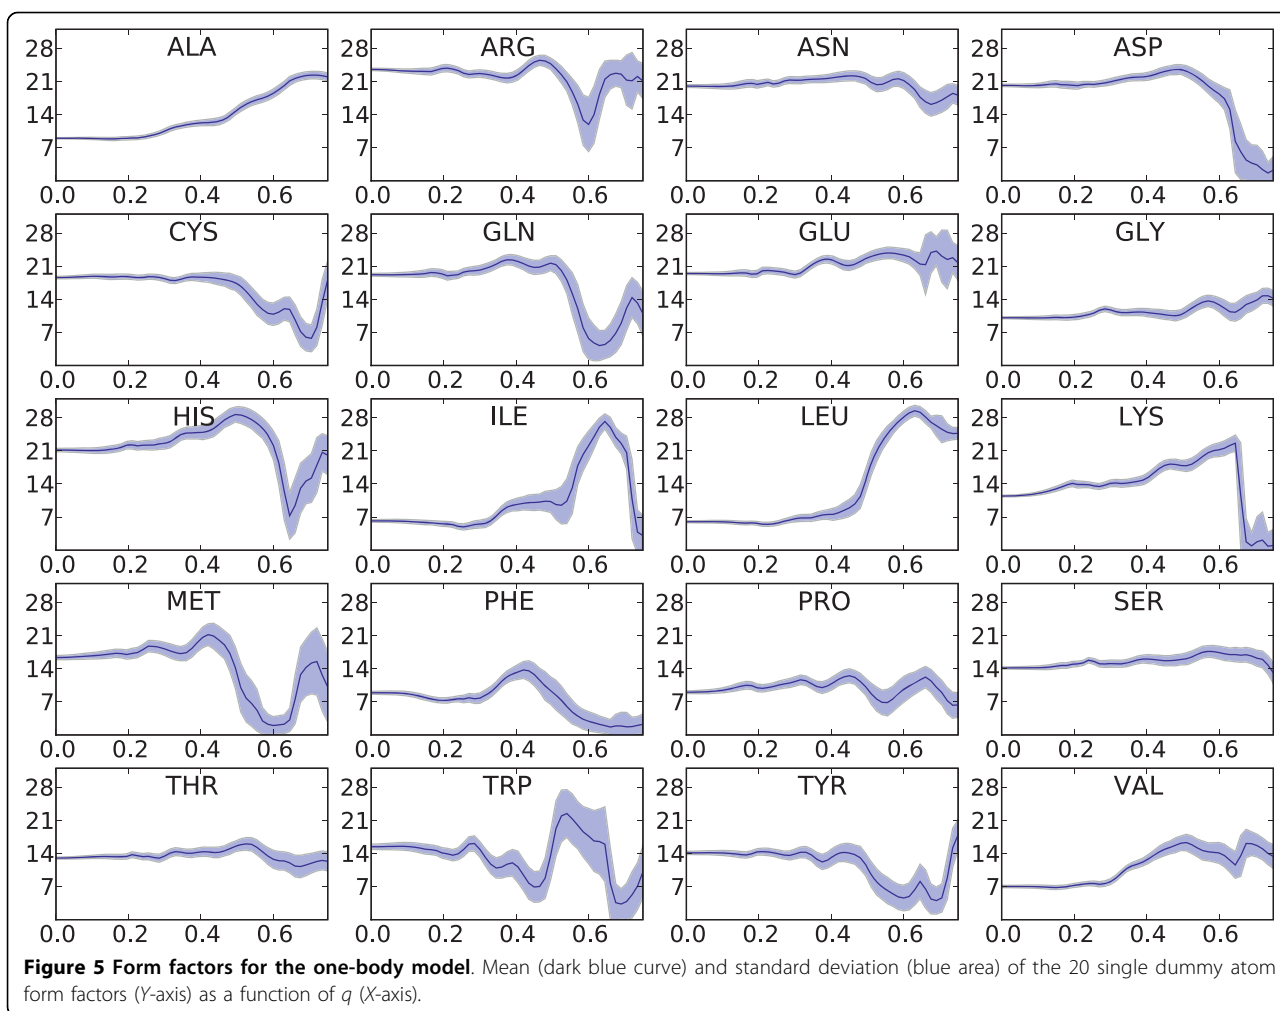 ALA ARG ASN ASP
28 28 28 28
21 21 21 21
14 14 14 14
7 7 7 7
0.0 0.2 0.4 0.6 0.0 0.2 0.4 0.6 0.0 0.2 0.4 0.6 0.0 0.2 0.4 0.6
CYS GLN GLU GLY
28 28 28 28
21 21 21 21
14 14 14 14
7 7 7 7
0.0 0.2 0.4 0.6 0.0 0.2 0.4 0.6 0.0 0.2 0.4 0.6 0.0 0.2 0.4 0.6
HIS ILE LEU LYS
28 28 28 28
21 21 21 21
14 14 14 14
7 7 7 7
0.0 0.2 0.4 0.6 0.0 0.2 0.4 0.6 0.0 0.2 0.4 0.6 0.0 0.2 0.4 0.6
MET PHE PRO SER
28 28 28 28
21 21 21 21
14 14 14 14
7 7 7 7
0.0 0.2 0.4 0.6 0.0 0.2 0.4 0.6 0.0 0.2 0.4 0.6 0.0 0.2 0.4 0.6
THR TRP TYR VAL
28 28 28 28
21 21 21 21
14 14 14 14
7 7 7 7
0.0 0.2 0.4 0.6 0.0 0.2 0.4 0.6 0.0 0.2 0.4 0.6 0.0 0.2 0.4 0.6
Figure 5 Form factors for the one-body model. Mean (dark blue curve) and standard deviation (blue area) of the 20 single dummy atom
form factors (Y-axis) as a function of q (X-axis).